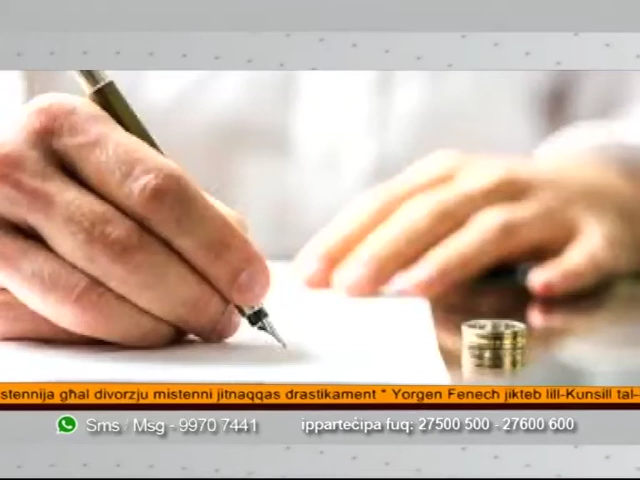 stennija għal divorzju mistenni jitnaqqas drastikament * Yorgen Fenech jikteb lill-Kunsill tal-
Sms / Msg - 9970 7441
ipparteċipa fuq: 27500 500 - 27600 600